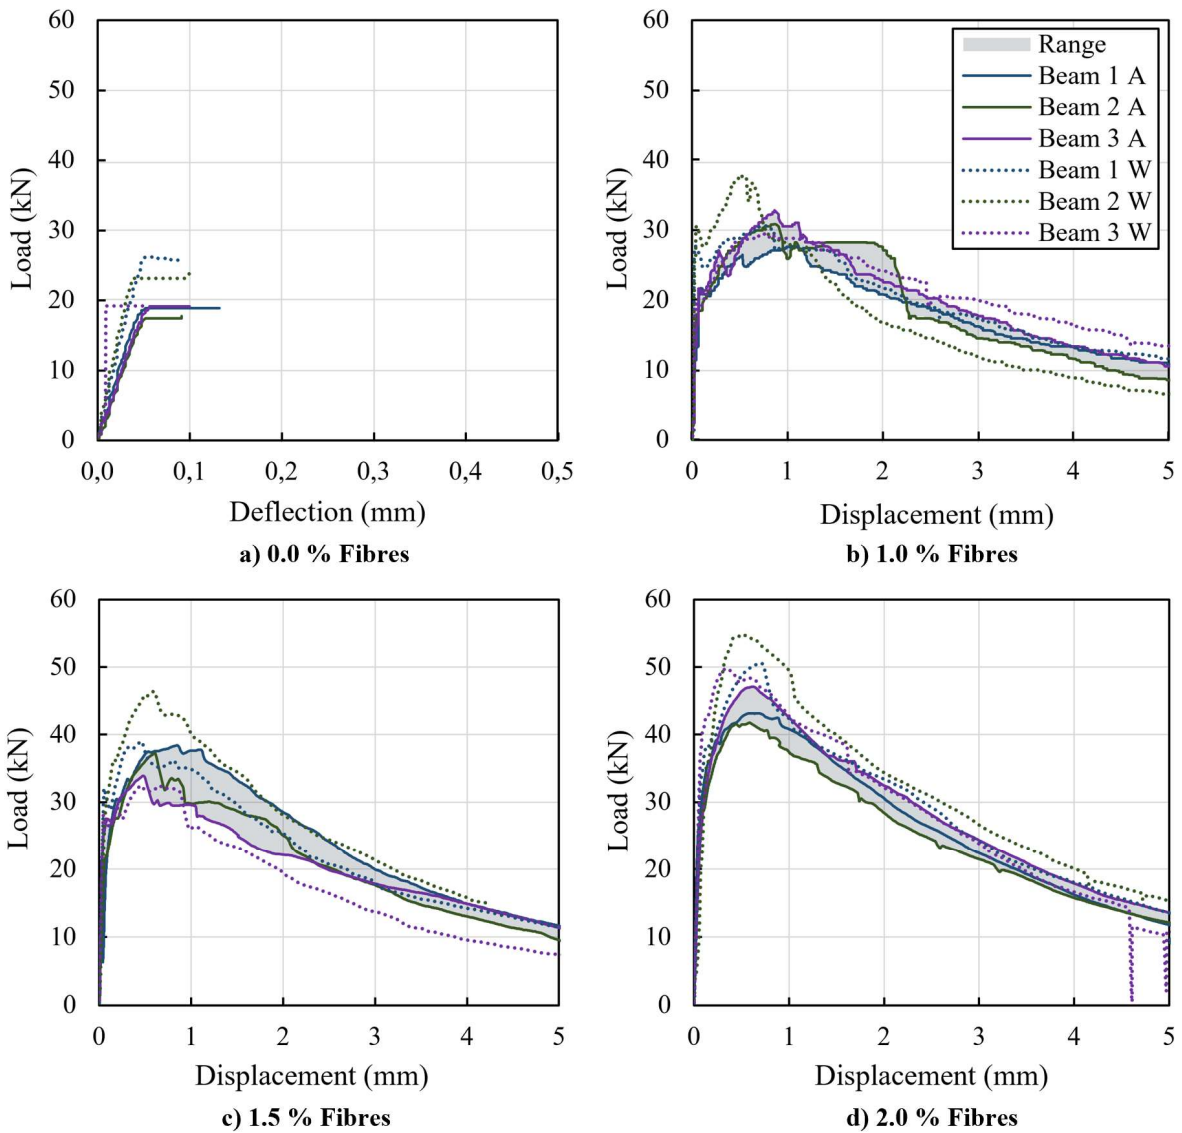 60
50
40
30
20
10
0
Load (kN)
0,0 0,1 0,2 0,3 0,4 0,5
Deflection (mm)
a) 0.0 % Fibres
60
50
40
30
20
10
0
Load (kN)
Range
Beam 1 A
Beam 2 A
Beam 3 A
Beam 1 W
Beam 2 W
Beam 3 W
0 1 2 3 4 5
Displacement (mm)
b) 1.0 % Fibres
60
50
40
30
20
10
0
Load (kN)
0 1 2 3 4 5
Displacement (mm)
c) 1.5 % Fibres
60
50
40
30
20
10
0
Load (kN)
0 1 2 3 4 5
Displacement (mm)
d) 2.0 % Fibres